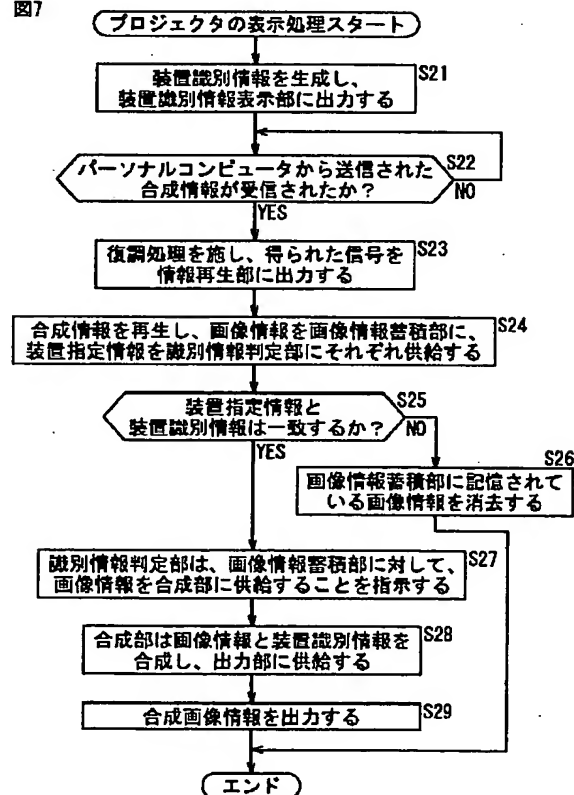 図7
プロジェクタの表示処理スタート
装置識別情報を生成し、
装置識別情報表示部に出力する
S21
パーソナルコンピュータから送信された
合成情報が受信されたか？
S22
NO
YES
復調処理を施し、得られた信号を
情報再生部に出力する
S23
合成情報を再生し、画像情報を画像情報蓄積部に、
装置指定情報を識別情報判定部にそれぞれ供給する
S24
装置指定情報と
装置識別情報は一致するか？
S25
NO
YES
S26
画像情報蓄積部に記憶されて
いる画像情報を消去する
識別情報判定部は、画像情報蓄積部に対して、
画像情報を合成部に供給することを指示する
S27
合成部は画像情報と装置識別情報を
合成し、出力部に供給する
S28
合成画像情報を出力する
S29
エンド